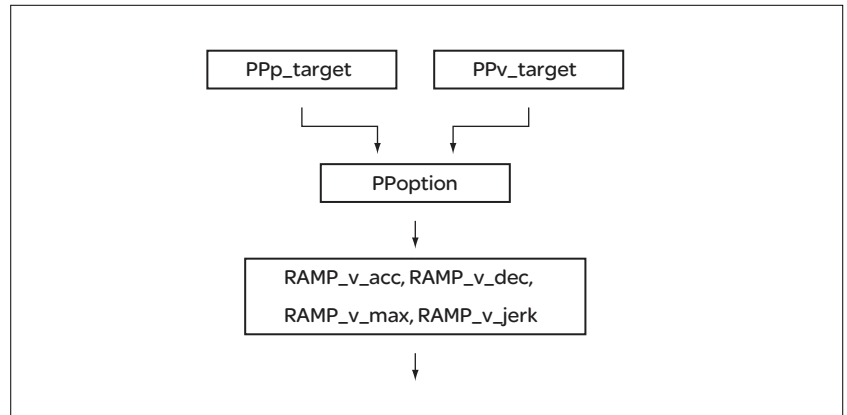 PPp_target
PPv_target
PPoption
RAMP_v_acc, RAMP_v_dec,
RAMP_v_max, RAMP_v_jerk